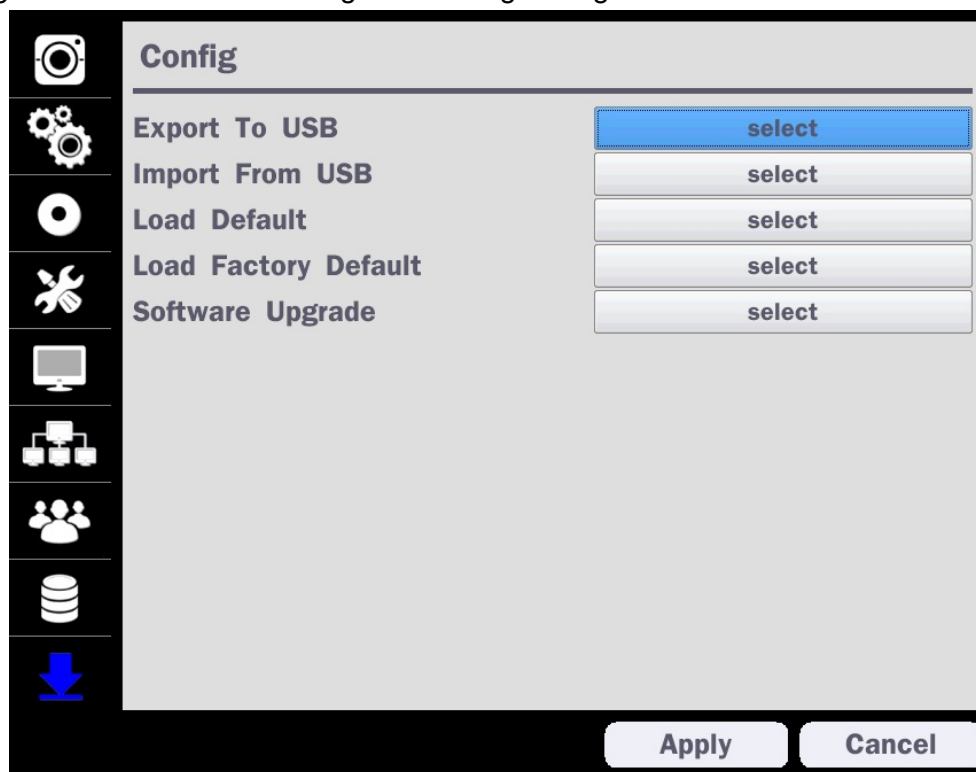 Config
Export To USB select
Import From USB select
Load Default select
Load Factory Default select
Software Upgrade select
Apply Cancel